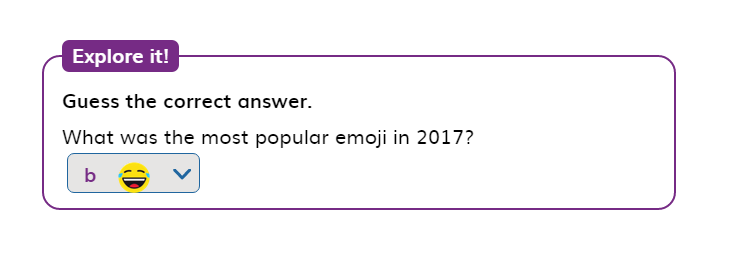 Explore it!
Guess the correct answer.
What was the most popular emoji in 2017?
b 😂